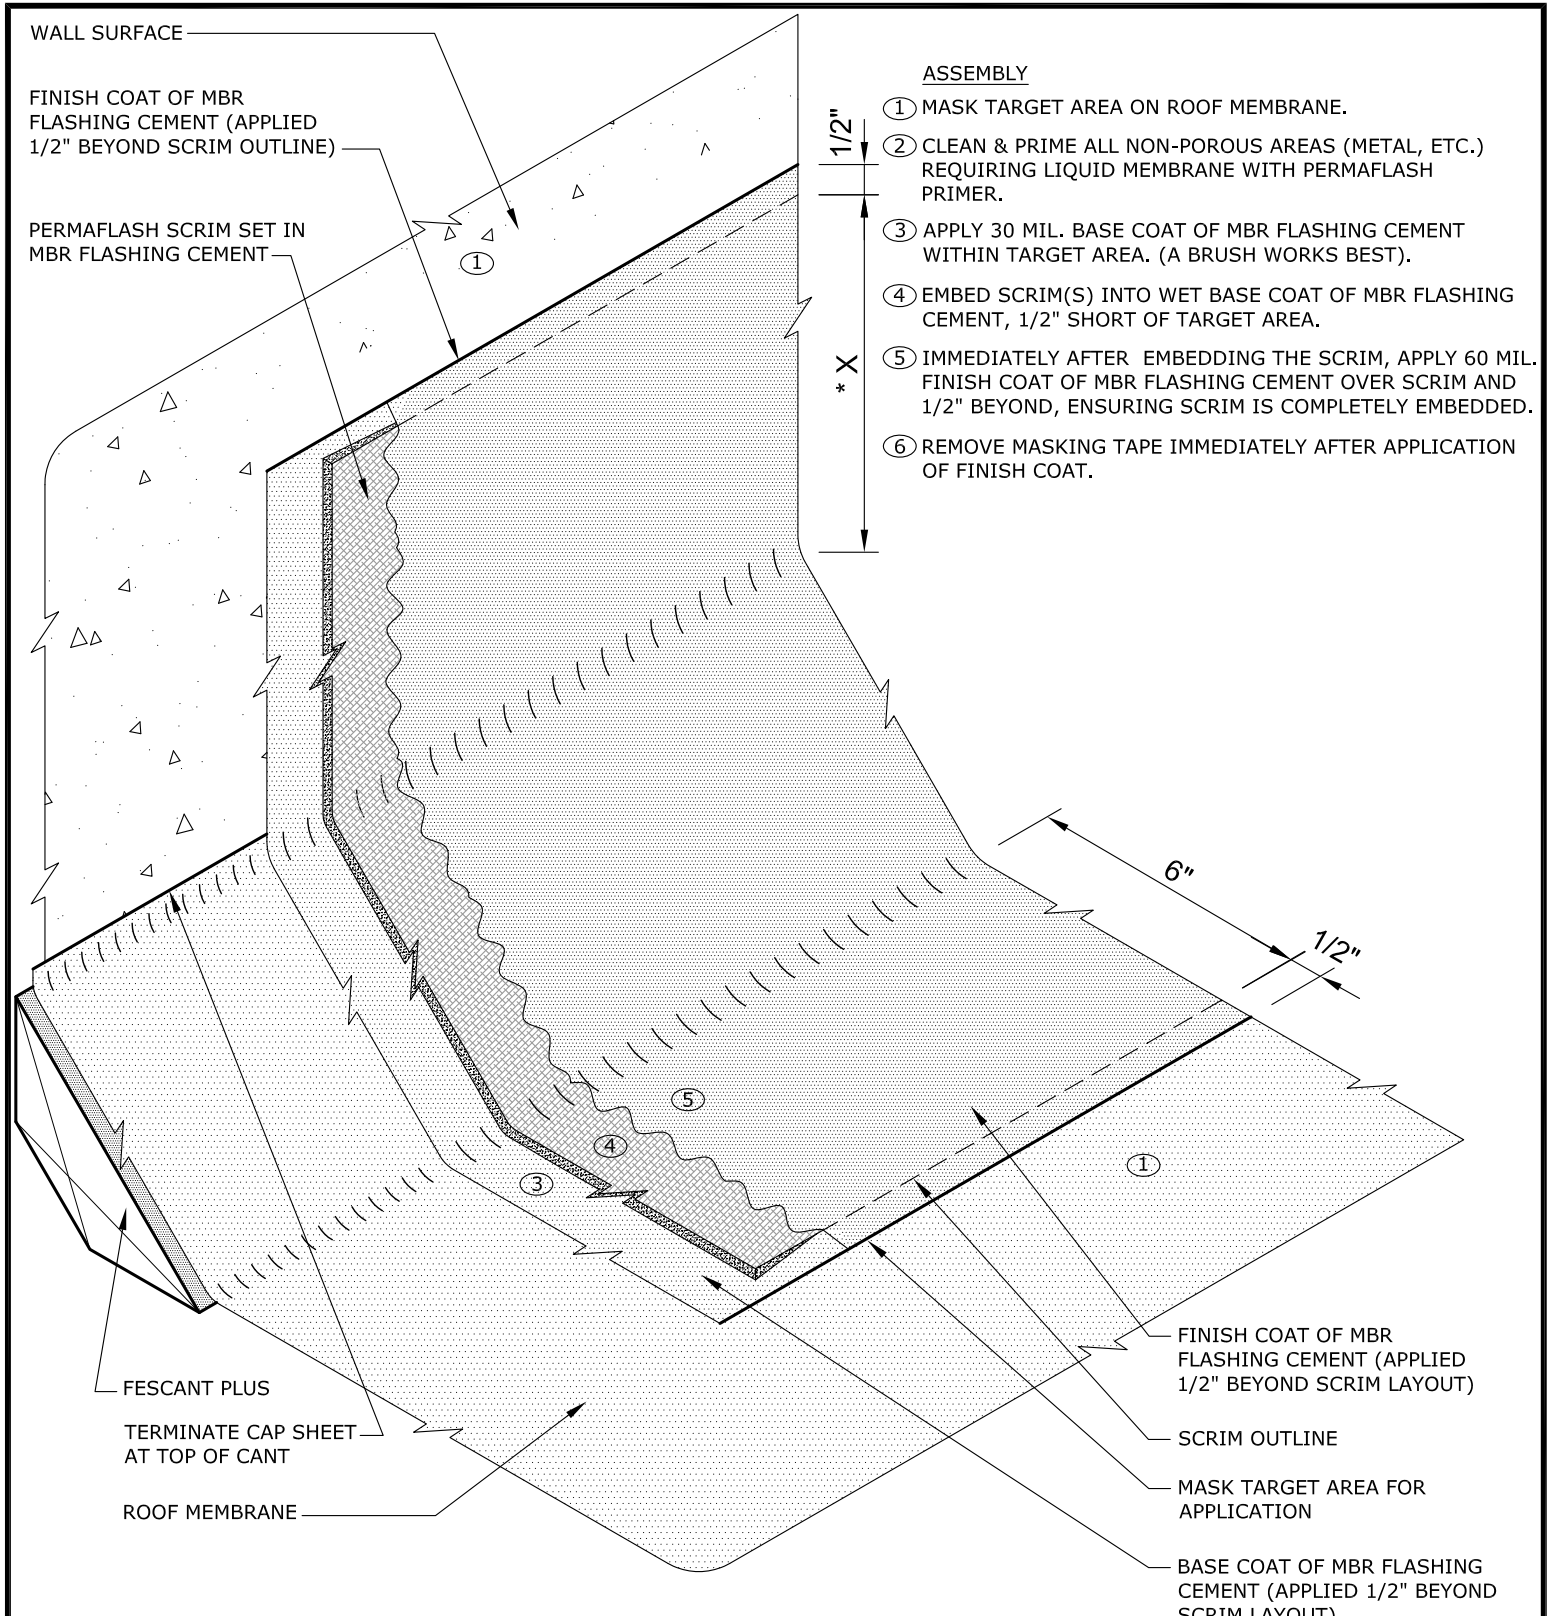 WALL SURFACE
FINISH COAT OF MBR
FLASHING CEMENT (APPLIED
1/2" BEYOND SCRIM OUTLINE)
PERMAFLASH SCRIM SET IN
MBR FLASHING CEMENT
ASSEMBLY
1 MASK TARGET AREA ON ROOF MEMBRANE.
2 CLEAN & PRIME ALL NON-POROUS AREAS (METAL, ETC.)
REQUIRING LIQUID MEMBRANE WITH PERMAFLASH
PRIMER.
3 APPLY 30 MIL. BASE COAT OF MBR FLASHING CEMENT
WITHIN TARGET AREA. (A BRUSH WORKS BEST).
4 EMBED SCRIM(S) INTO WET BASE COAT OF MBR FLASHING
CEMENT, 1/2" SHORT OF TARGET AREA.
5 IMMEDIATELY AFTER EMBEDDING THE SCRIM, APPLY 60 MIL.
FINISH COAT OF MBR FLASHING CEMENT OVER SCRIM AND
1/2" BEYOND, ENSURING SCRIM IS COMPLETELY EMBEDDED.
6 REMOVE MASKING TAPE IMMEDIATELY AFTER APPLICATION
OF FINISH COAT.
1/2"
* X
1
6"
1/2"
5
4
3
1
FESCANT PLUS
TERMINATE CAP SHEET
AT TOP OF CANT
ROOF MEMBRANE
FINISH COAT OF MBR
FLASHING CEMENT (APPLIED
1/2" BEYOND SCRIM LAYOUT)
SCRIM OUTLINE
MASK TARGET AREA FOR
APPLICATION
BASE COAT OF MBR FLASHING
CEMENT (APPLIED 1/2" BEYOND
SCRIM LAYOUT)